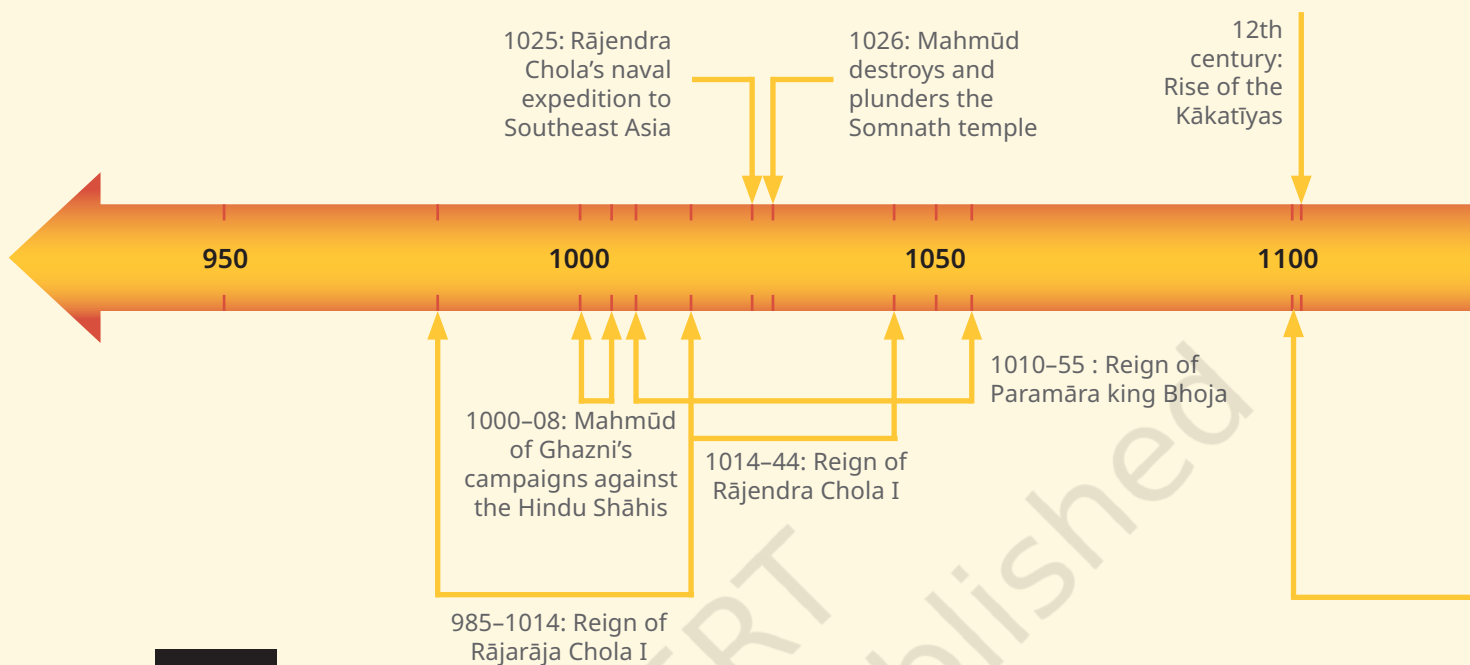 1025: Rājendra
Chola’s naval
expedition to
Southeast Asia
1026: Mahmūd
destroys and
plunders the
Somnath temple
12th
century:
Rise of the
Kākatīyas
950
1000
1050
1100
1010–55 : Reign of
Paramāra king Bhoja
1000–08: Mahmūd
of Ghazni’s
campaigns against
the Hindu Shāhis
1014–44: Reign of
Rājendra Chola I
985–1014: Reign of
Rājarāja Chola I